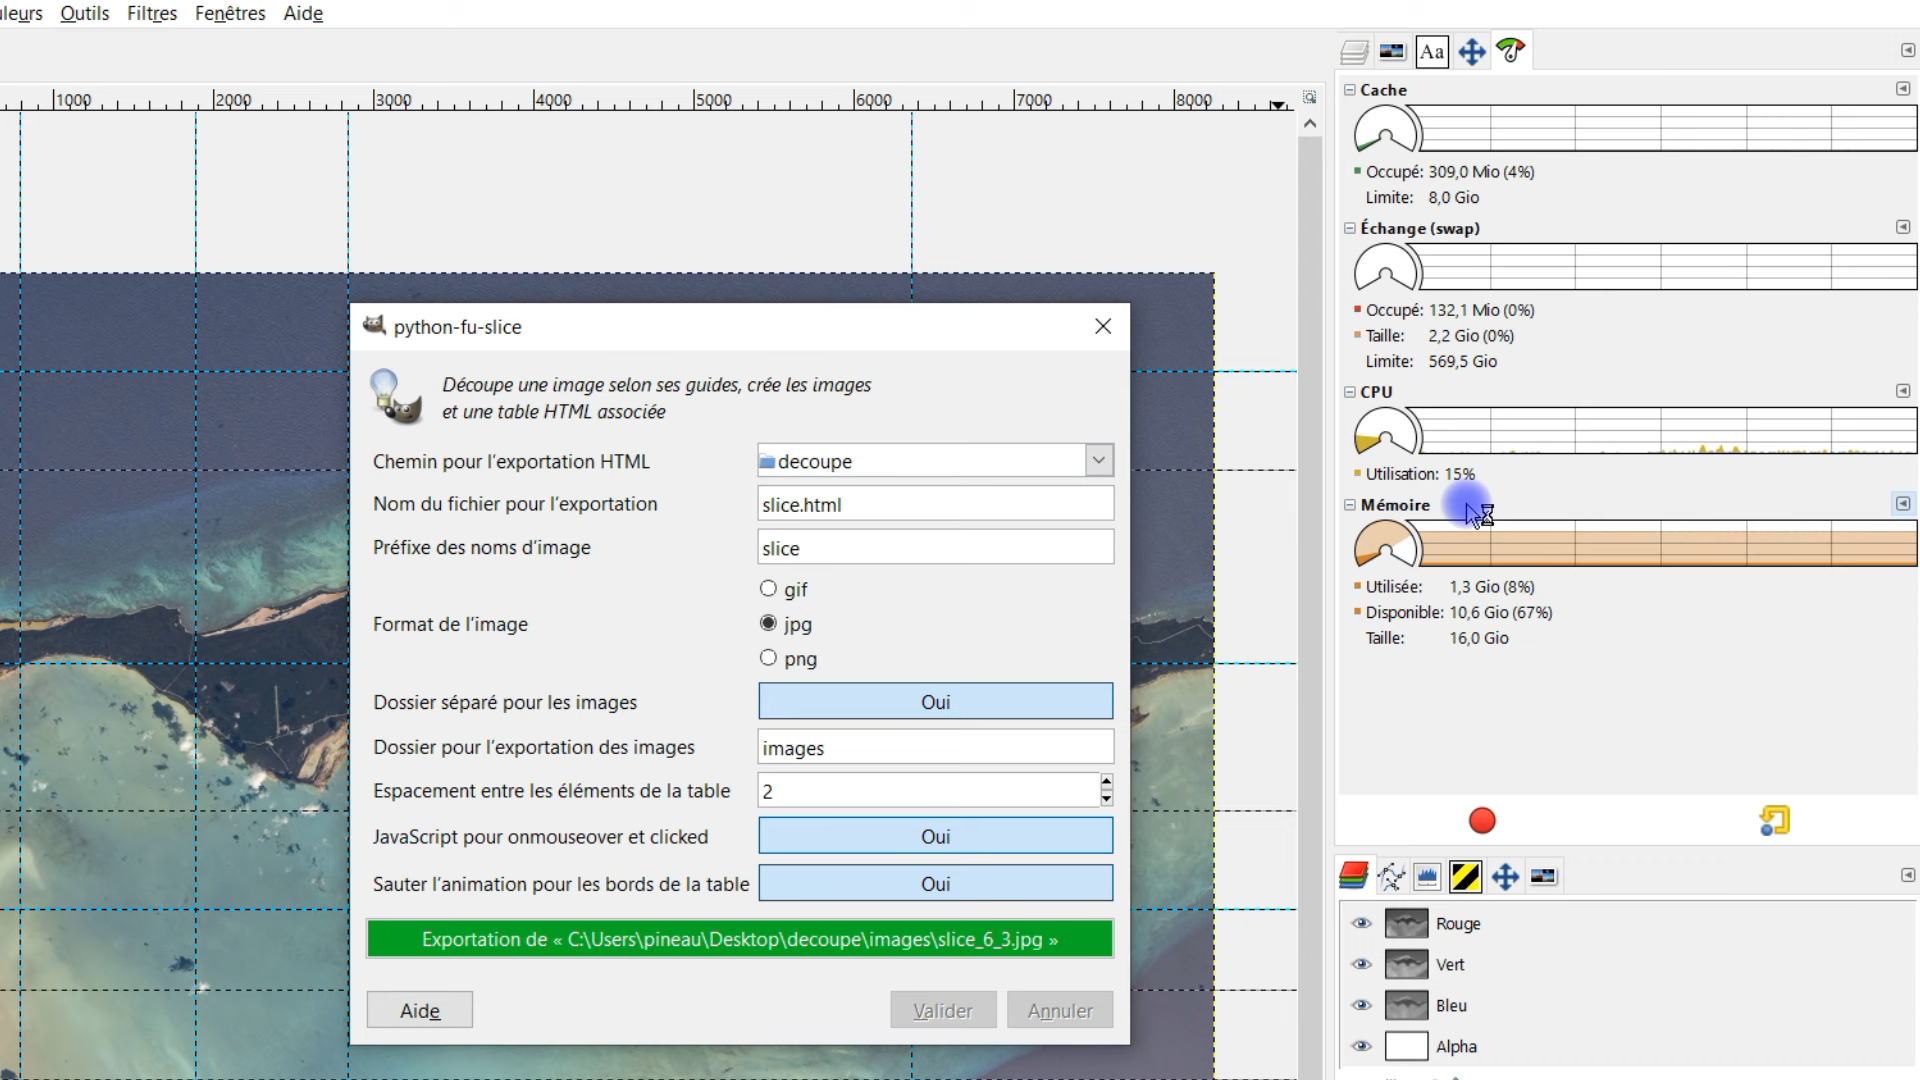 leurs Outils Filtres Fenêtres Aide
1000 2000 3000 4000 5000 6000 7000 8000
Aa
Cache
Occupé: 309,0 Mio (4%)
Limite: 8,0 Gio
Échange (swap)
Occupé: 132,1 Mio (0%)
Taille: 2,2 Gio (0%)
Limite: 569,5 Gio
CPU
Utilisation: 15%
Mémoire
Utilisée: 1,3 Gio (8%)
Disponible: 10,6 Gio (67%)
Taille: 16,0 Gio
python-fu-slice
Découpe une image selon ses guides, crée les images
et une table HTML associée
Chemin pour l'exportation HTML decoupe
Nom du fichier pour l'exportation slice.html
Préfixe des noms d'image slice
gif
Format de l'image jpg
png
Dossier séparé pour les images Oui
Dossier pour l'exportation des images images
Espacement entre les éléments de la table 2
JavaScript pour onmouseover et clicked Oui
Sauter l'animation pour les bords de la table Oui
Exportation de « C:\Users\pineau\Desktop\decoupe\images\slice_6_3.jpg »
Aide Valider Annuler
Rouge
Vert
Bleu
Alpha